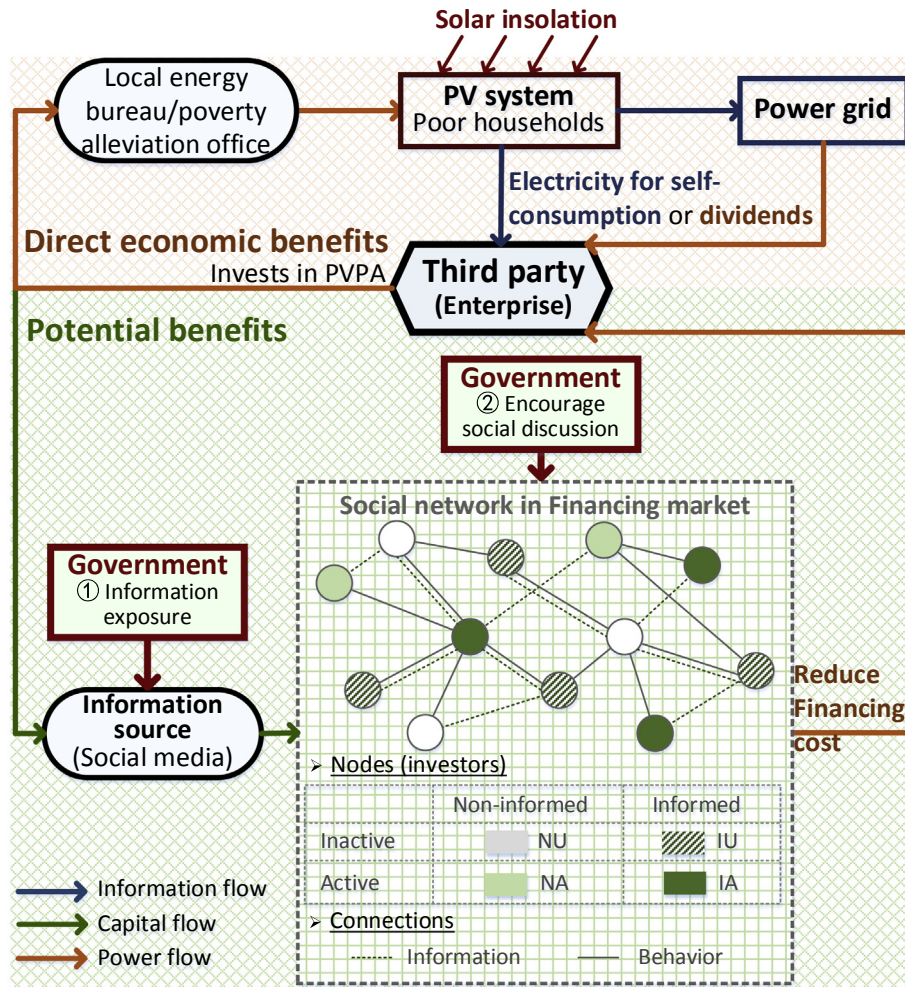 Solar insolation
Local energy
bureau/poverty
alleviation office
PV system
Poor households
Power grid
Electricity for self-
consumption or dividends
Direct economic benefits
Invests in PVPA
Third party
(Enterprise)
Potential benefits
Government
② Encourage
social discussion
Social network in Financing market
Government
① Information
exposure
Information
source
(Social media)
Reduce
Financing
cost
➢ Nodes (investors)
Non-informed Informed
Inactive NU IU
Active NA IA
➢ Connections
Information Behavior
Information flow
Capital flow
Power flow